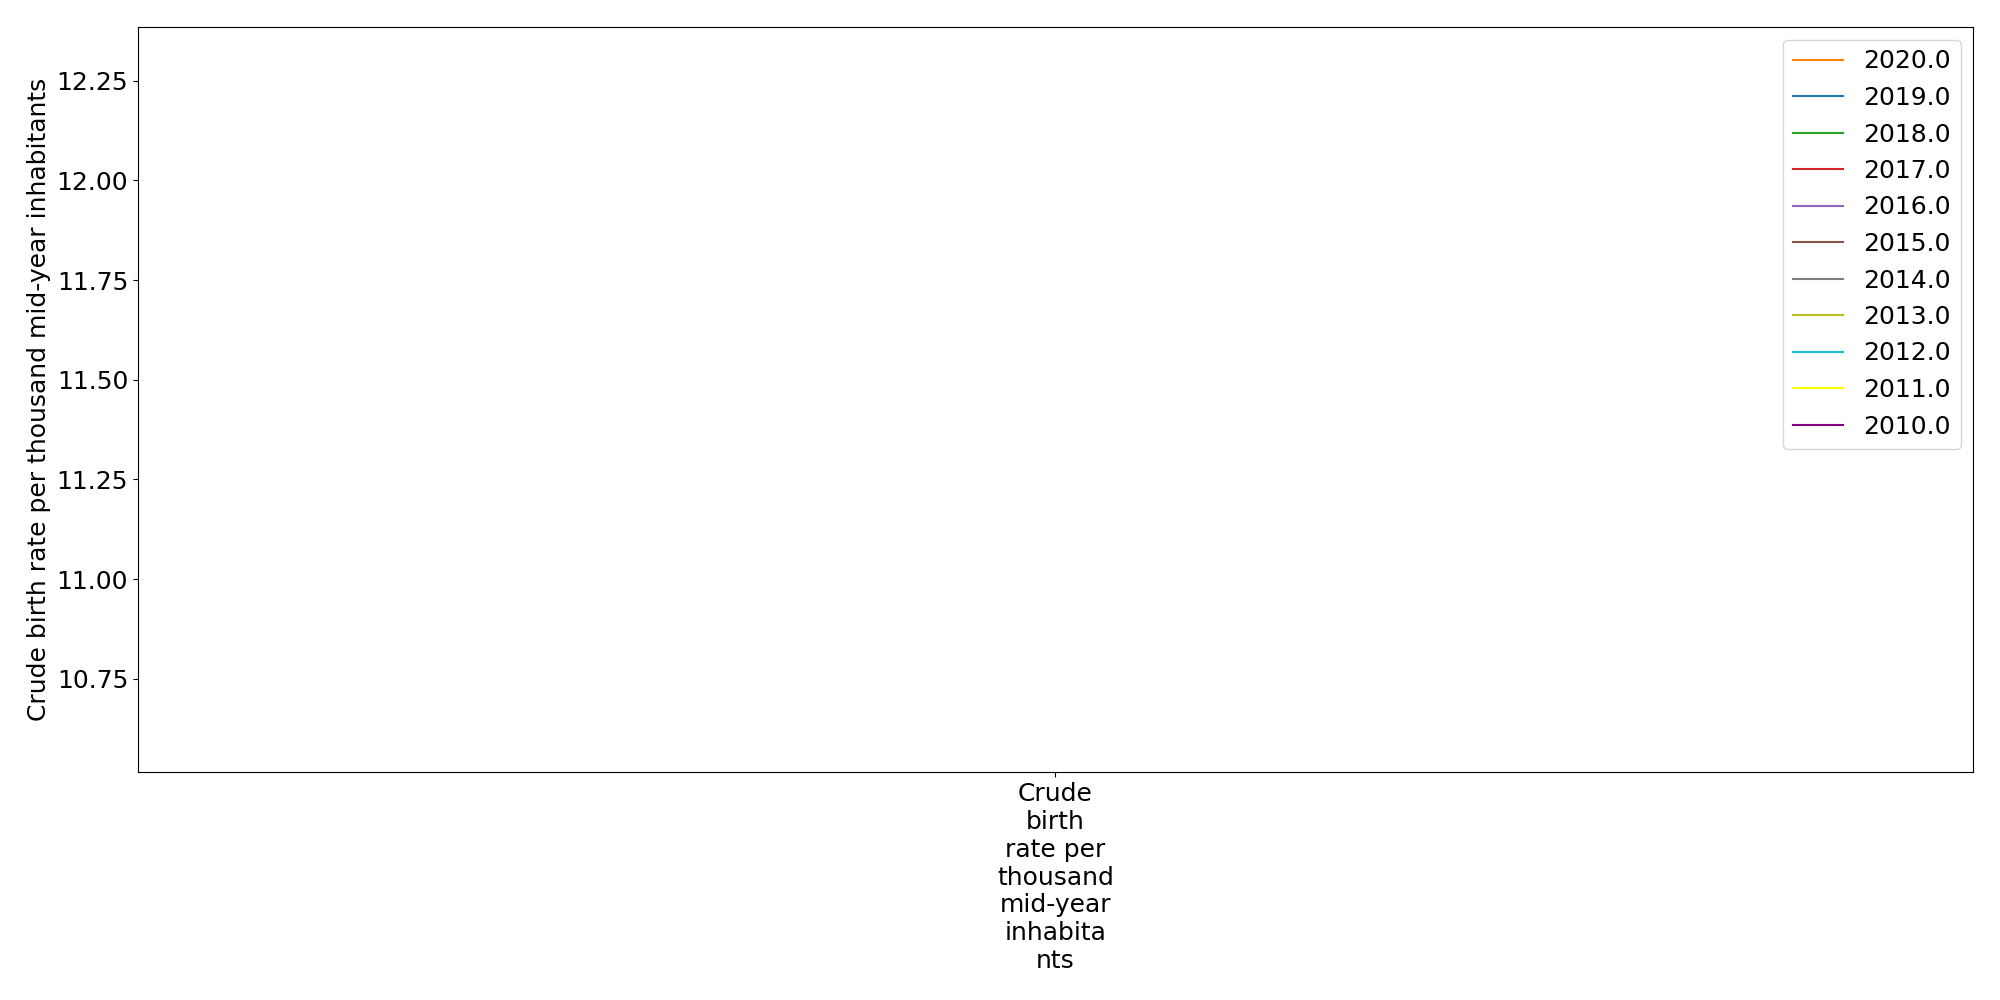 Crude birth rate per thousand mid-year inhabitants
12.25
12.00
11.75
11.50
11.25
11.00
10.75
2020.0
2019.0
2018.0
2017.0
2016.0
2015.0
2014.0
2013.0
2012.0
2011.0
2010.0
Crude
birth
rate per
thousand
mid-year
inhabita
nts